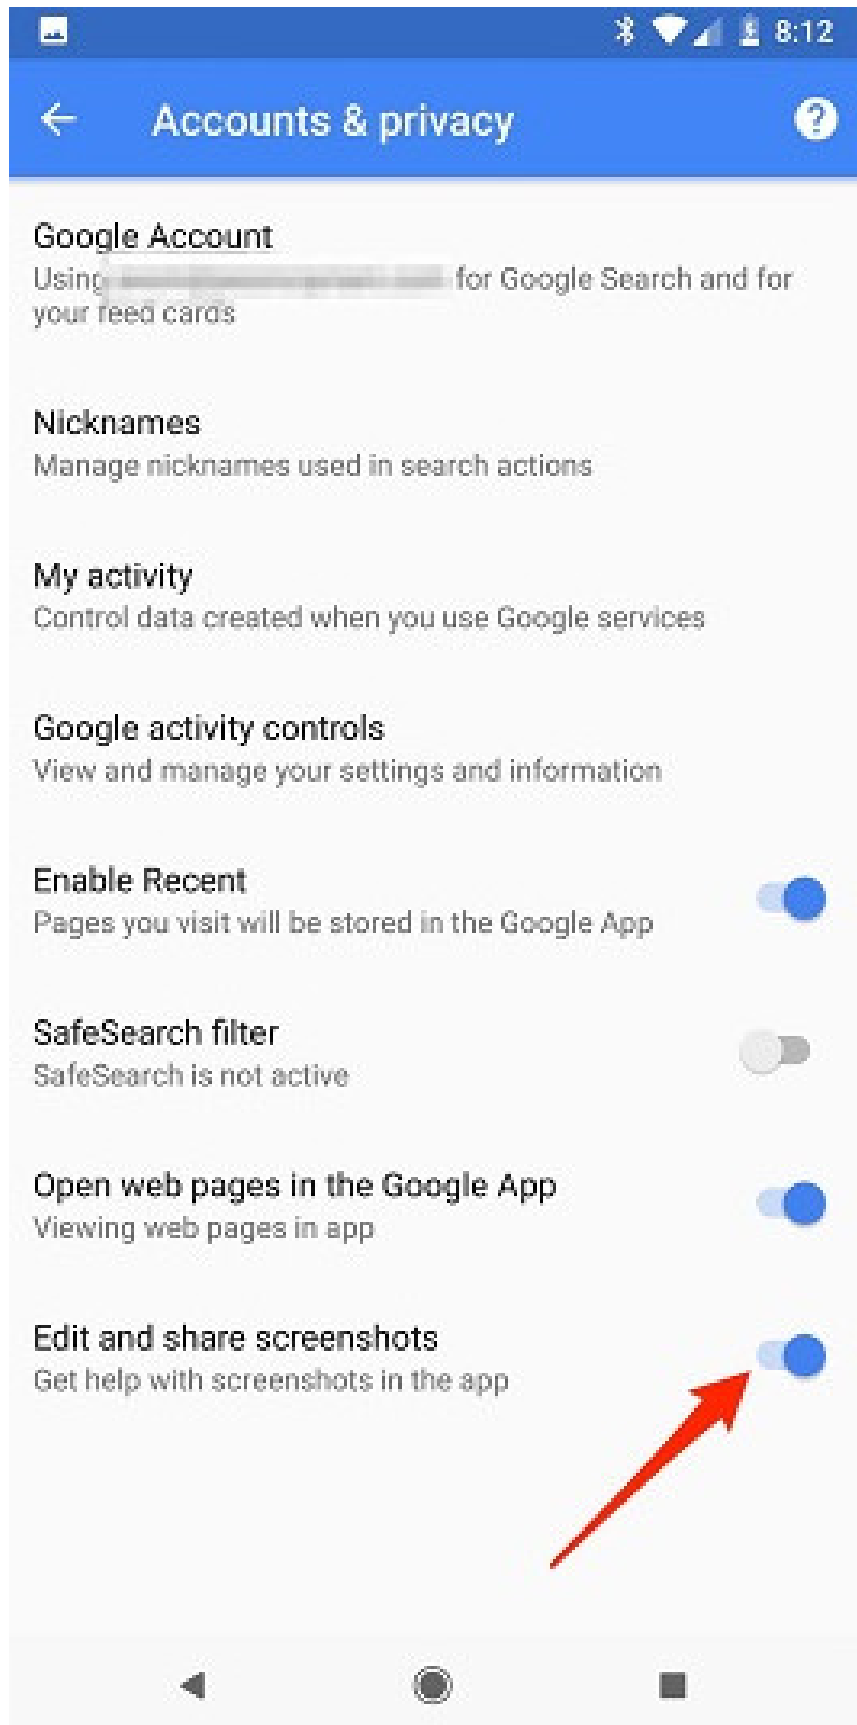 8:12
Accounts & privacy
Google Account
Using for Google Search and for
your feed cards
Nicknames
Manage nicknames used in search actions
My activity
Control data created when you use Google services
Google activity controls
View and manage your settings and information
Enable Recent
Pages you visit will be stored in the Google App
SafeSearch filter
SafeSearch is not active
Open web pages in the Google App
Viewing web pages in app
Edit and share screenshots
Get help with screenshots in the app